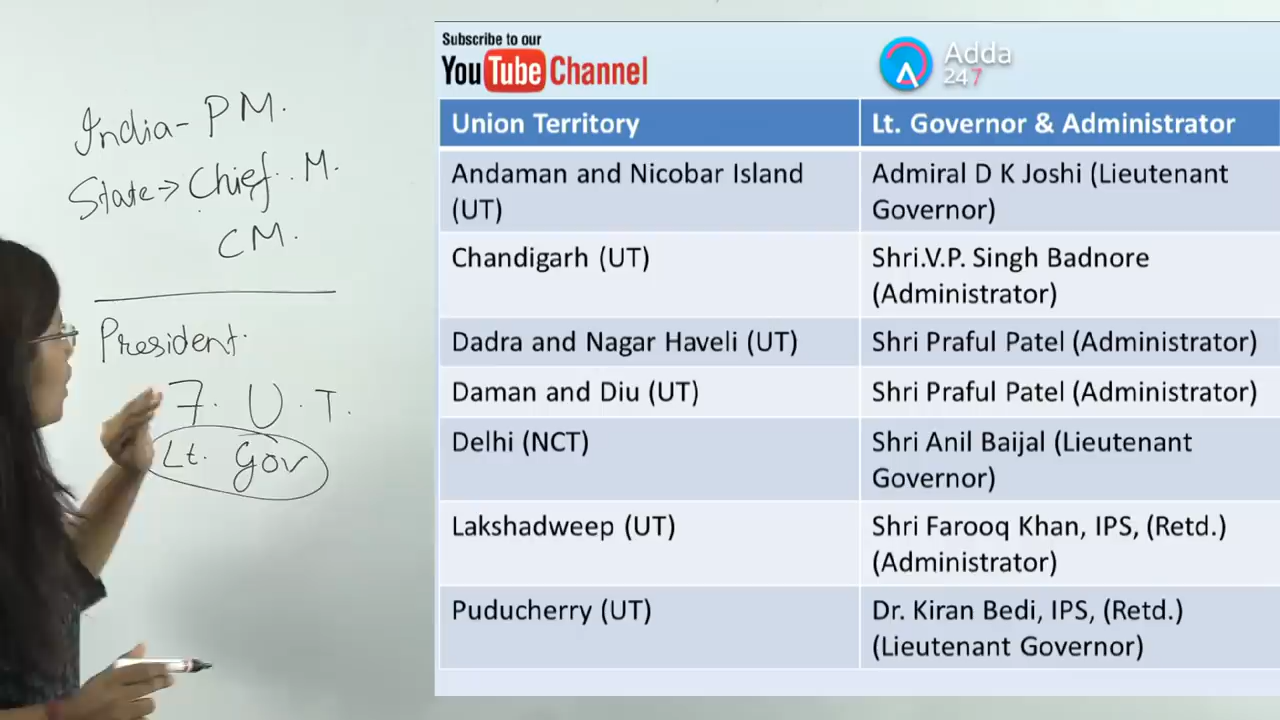 India - P M.
State → Chief. M.
C M.
President.
7. U. T.
Lt. Gov
Subscribe to our
YouTube Channel
Adda
247
Union Territory
Lt. Governor & Administrator
Andaman and Nicobar Island
(UT)
Admiral D K Joshi (Lieutenant
Governor)
Chandigarh (UT)
Shri.V.P. Singh Badnore
(Administrator)
Dadra and Nagar Haveli (UT)
Shri Praful Patel (Administrator)
Daman and Diu (UT)
Shri Praful Patel (Administrator)
Delhi (NCT)
Shri Anil Baijal (Lieutenant
Governor)
Lakshadweep (UT)
Shri Farooq Khan, IPS, (Retd.)
(Administrator)
Puducherry (UT)
Dr. Kiran Bedi, IPS, (Retd.)
(Lieutenant Governor)